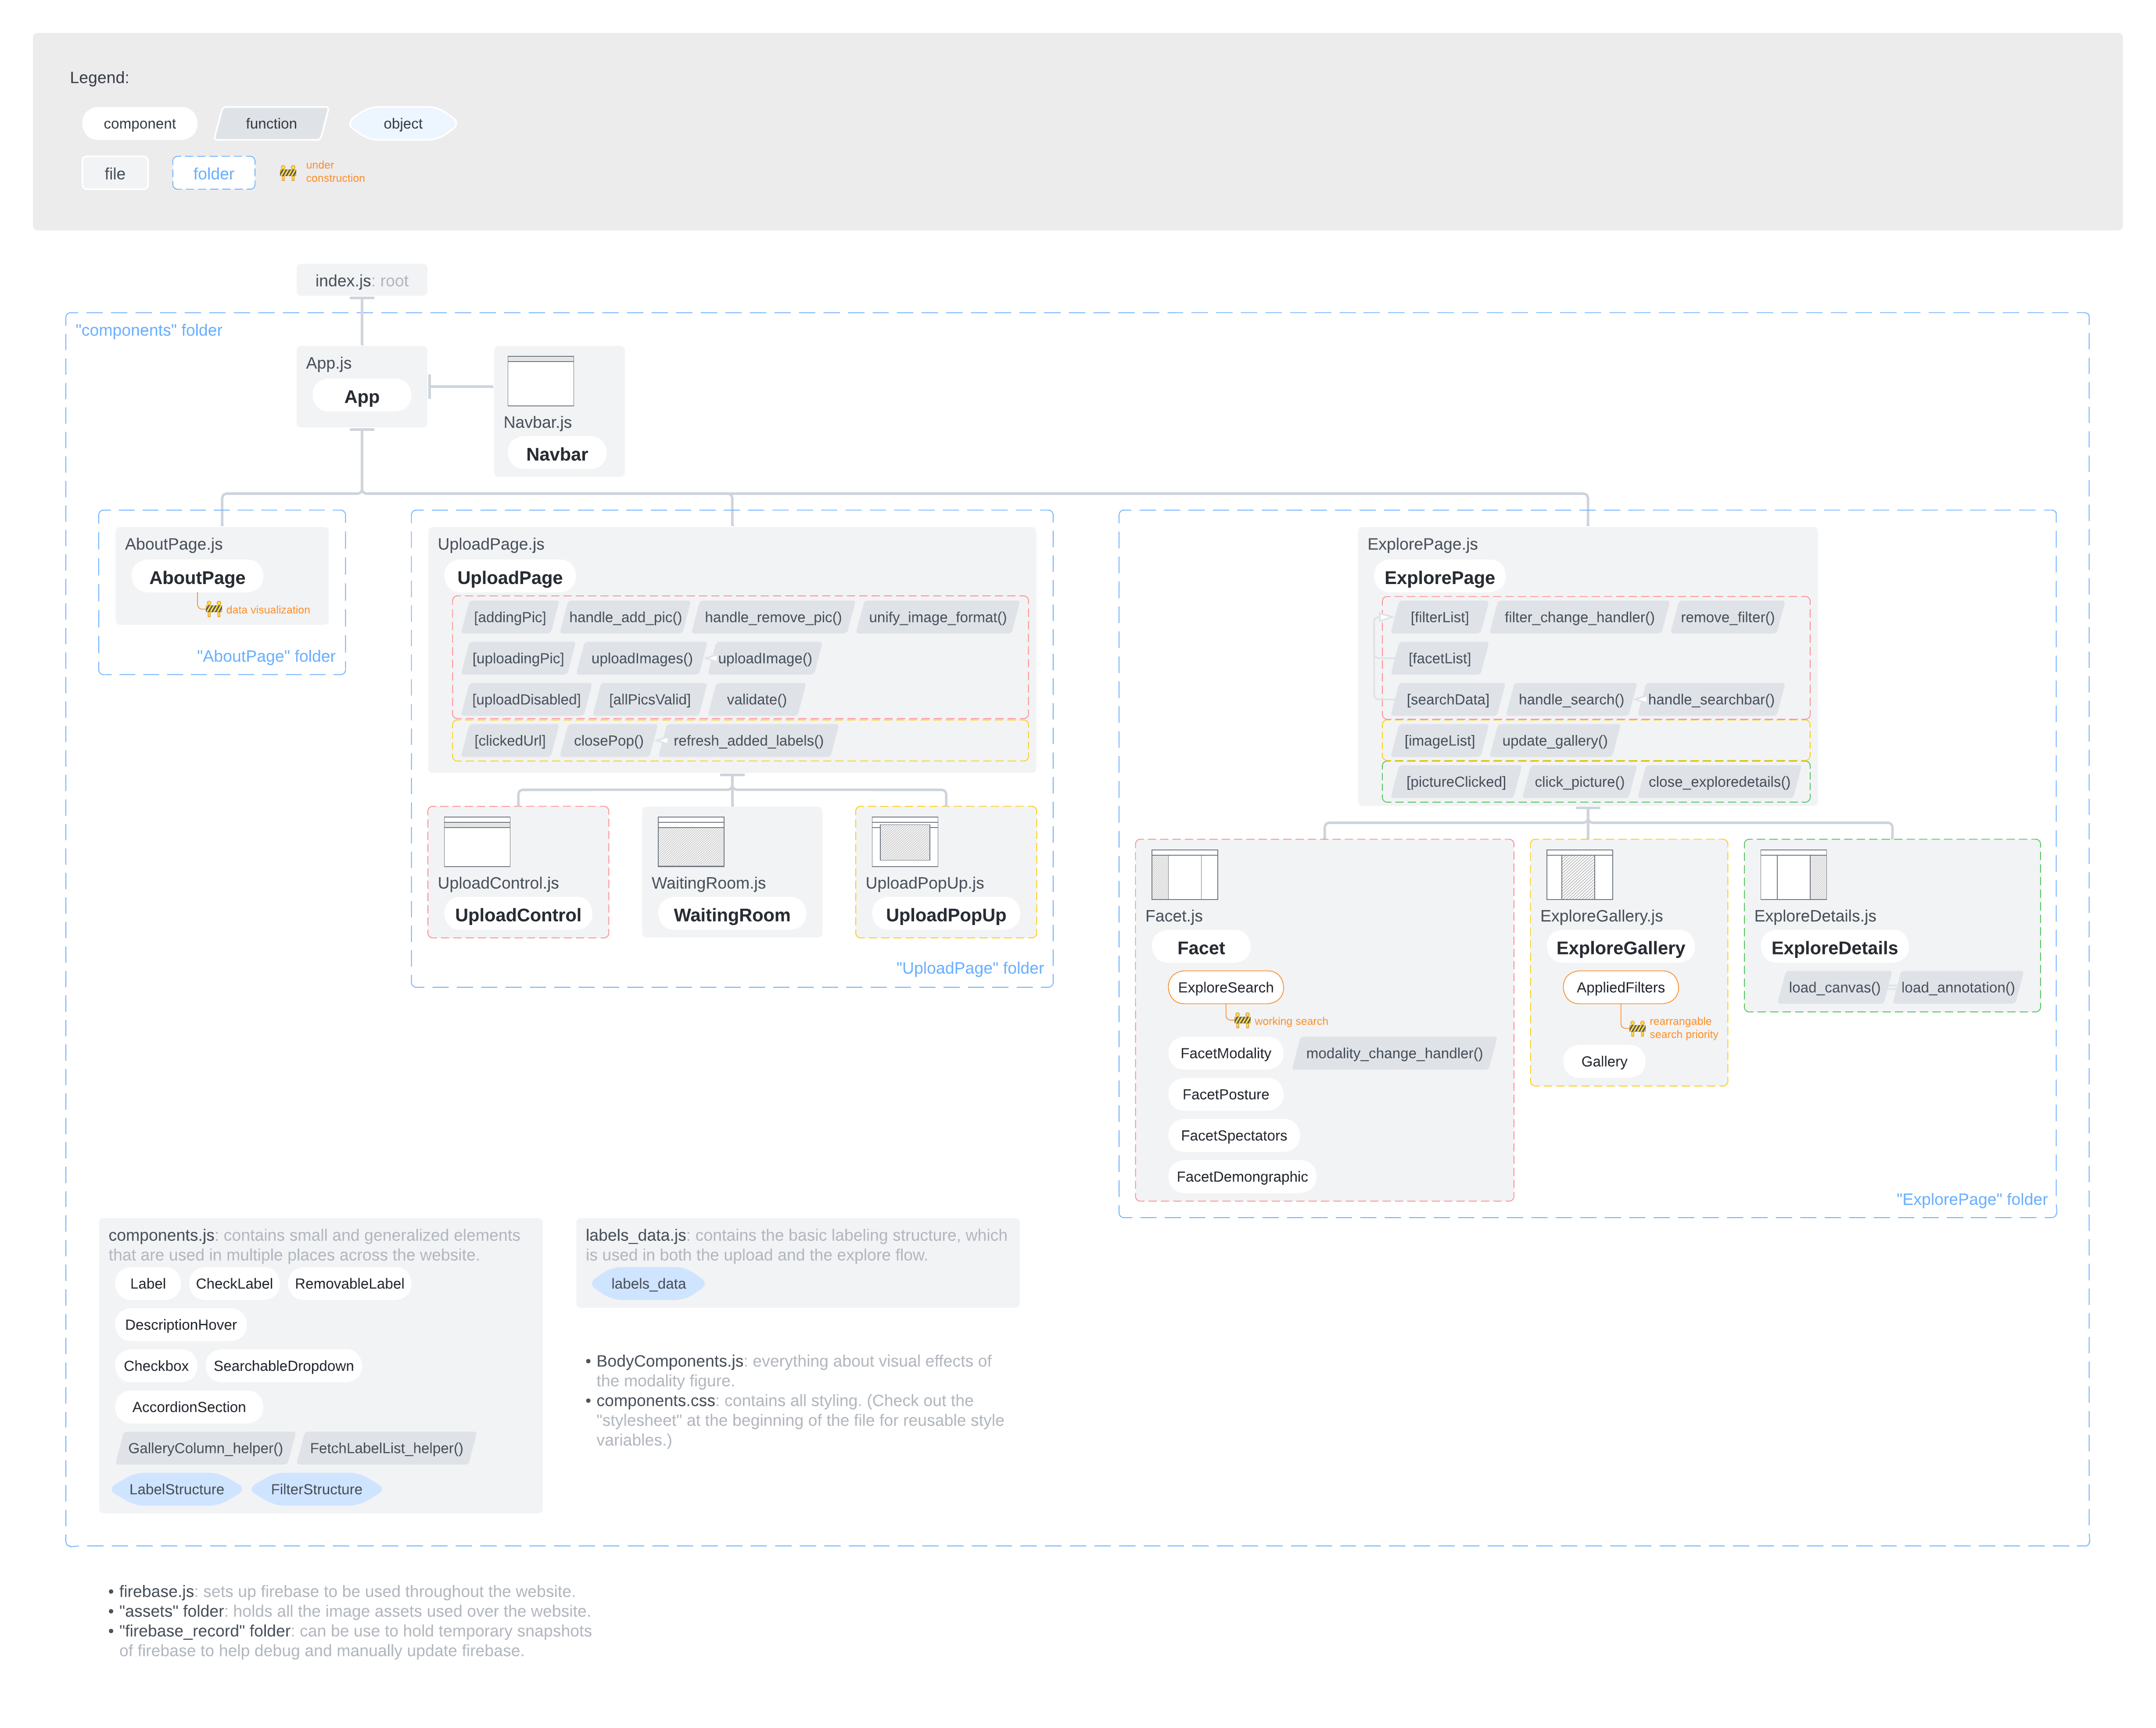 Legend:
component
function
object
file
folder
under
construction
index.js: root
"components" folder
App.js
App
Navbar.js
Navbar
AboutPage.js
AboutPage
data visualization
"AboutPage" folder
UploadPage.js
UploadPage
[addingPic]
handle_add_pic()
handle_remove_pic()
unify_image_format()
[uploadingPic]
uploadImages()
uploadImage()
[uploadDisabled]
[allPicsValid]
validate()
[clickedUrl]
closePop()
refresh_added_labels()
UploadControl.js
UploadControl
WaitingRoom.js
WaitingRoom
UploadPopUp.js
UploadPopUp
"UploadPage" folder
ExplorePage.js
ExplorePage
[filterList]
filter_change_handler()
remove_filter()
[facetList]
[searchData]
handle_search()
handle_searchbar()
[imageList]
update_gallery()
[pictureClicked]
click_picture()
close_exploredetails()
Facet.js
Facet
ExploreSearch
working search
FacetModality
modality_change_handler()
FacetPosture
FacetSpectators
FacetDemongraphic
ExploreGallery.js
ExploreGallery
AppliedFilters
rearrangable
search priority
Gallery
ExploreDetails.js
ExploreDetails
load_canvas()
load_annotation()
"ExplorePage" folder
components.js: contains small and generalized elements
that are used in multiple places across the website.
Label
CheckLabel
RemovableLabel
DescriptionHover
Checkbox
SearchableDropdown
AccordionSection
GalleryColumn_helper()
FetchLabelList_helper()
LabelStructure
FilterStructure
labels_data.js: contains the basic labeling structure, which
is used in both the upload and the explore flow.
labels_data
• BodyComponents.js: everything about visual effects of
the modality figure.
• components.css: contains all styling. (Check out the
"stylesheet" at the beginning of the file for reusable style
variables.)
• firebase.js: sets up firebase to be used throughout the website.
• "assets" folder: holds all the image assets used over the website.
• "firebase_record" folder: can be use to hold temporary snapshots
of firebase to help debug and manually update firebase.